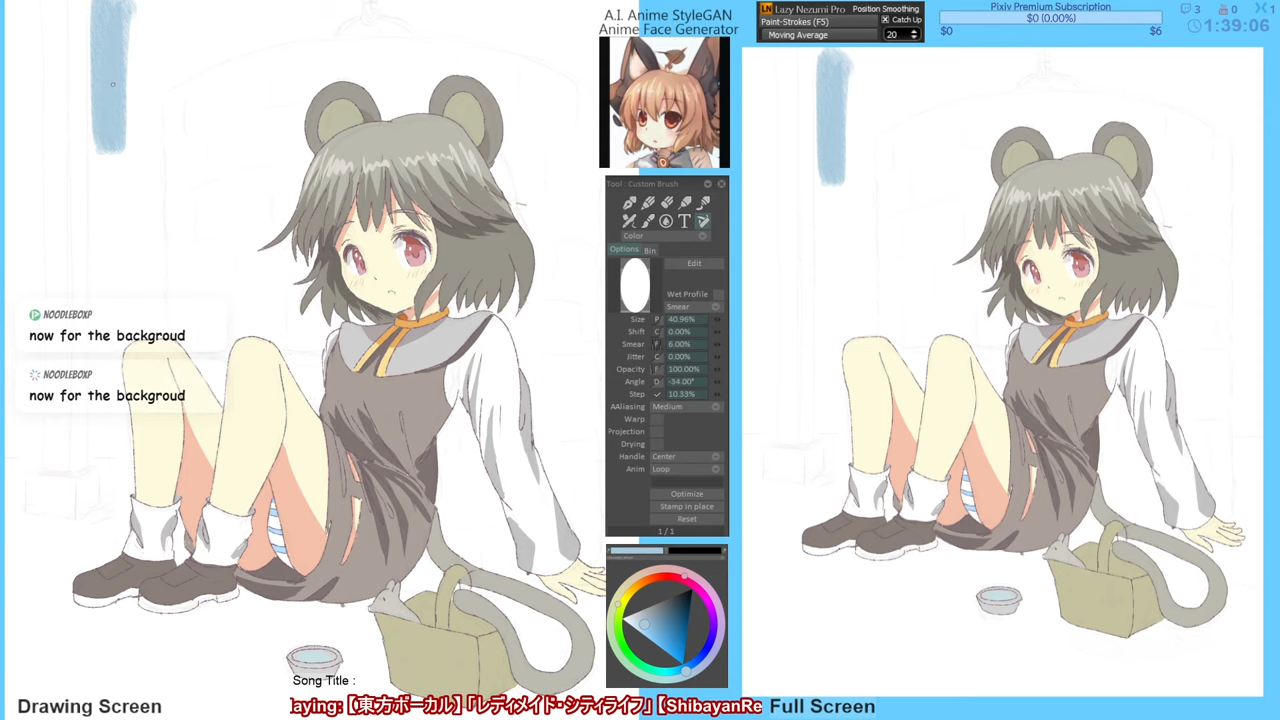 A.I. Anime StyleGAN
Anime Face Generator
LN Lazy Nezumi Pro
Position Smoothing
Catch Up
Paint-Strokes (F5)
Moving Average
20
Pixiv Premium Subscription
$0 (0.00%)
$0
$6
3
0
1
1:39:06
Tool : Custom Brush
T
Color
Options
Bin
Edit
Wet Profile
Smear
Size P 40.96%
Shift C 0.00%
Smear F 6.00%
Jitter C 0.00%
Opacity F 100.00%
Angle D -34.00°
Step 10.33%
AAliasing Medium
Warp
Projection
Drying
Handle Center
Anim Loop
Optimize
Stamp in place
Reset
1 / 1
NOODLEBOXP
now for the backgroud
NOODLEBOXP
now for the backgroud
Song Title :
laying: 【東方ボーカル】「レディメイド・シティライフ」【ShibayanRe
Drawing Screen
Full Screen